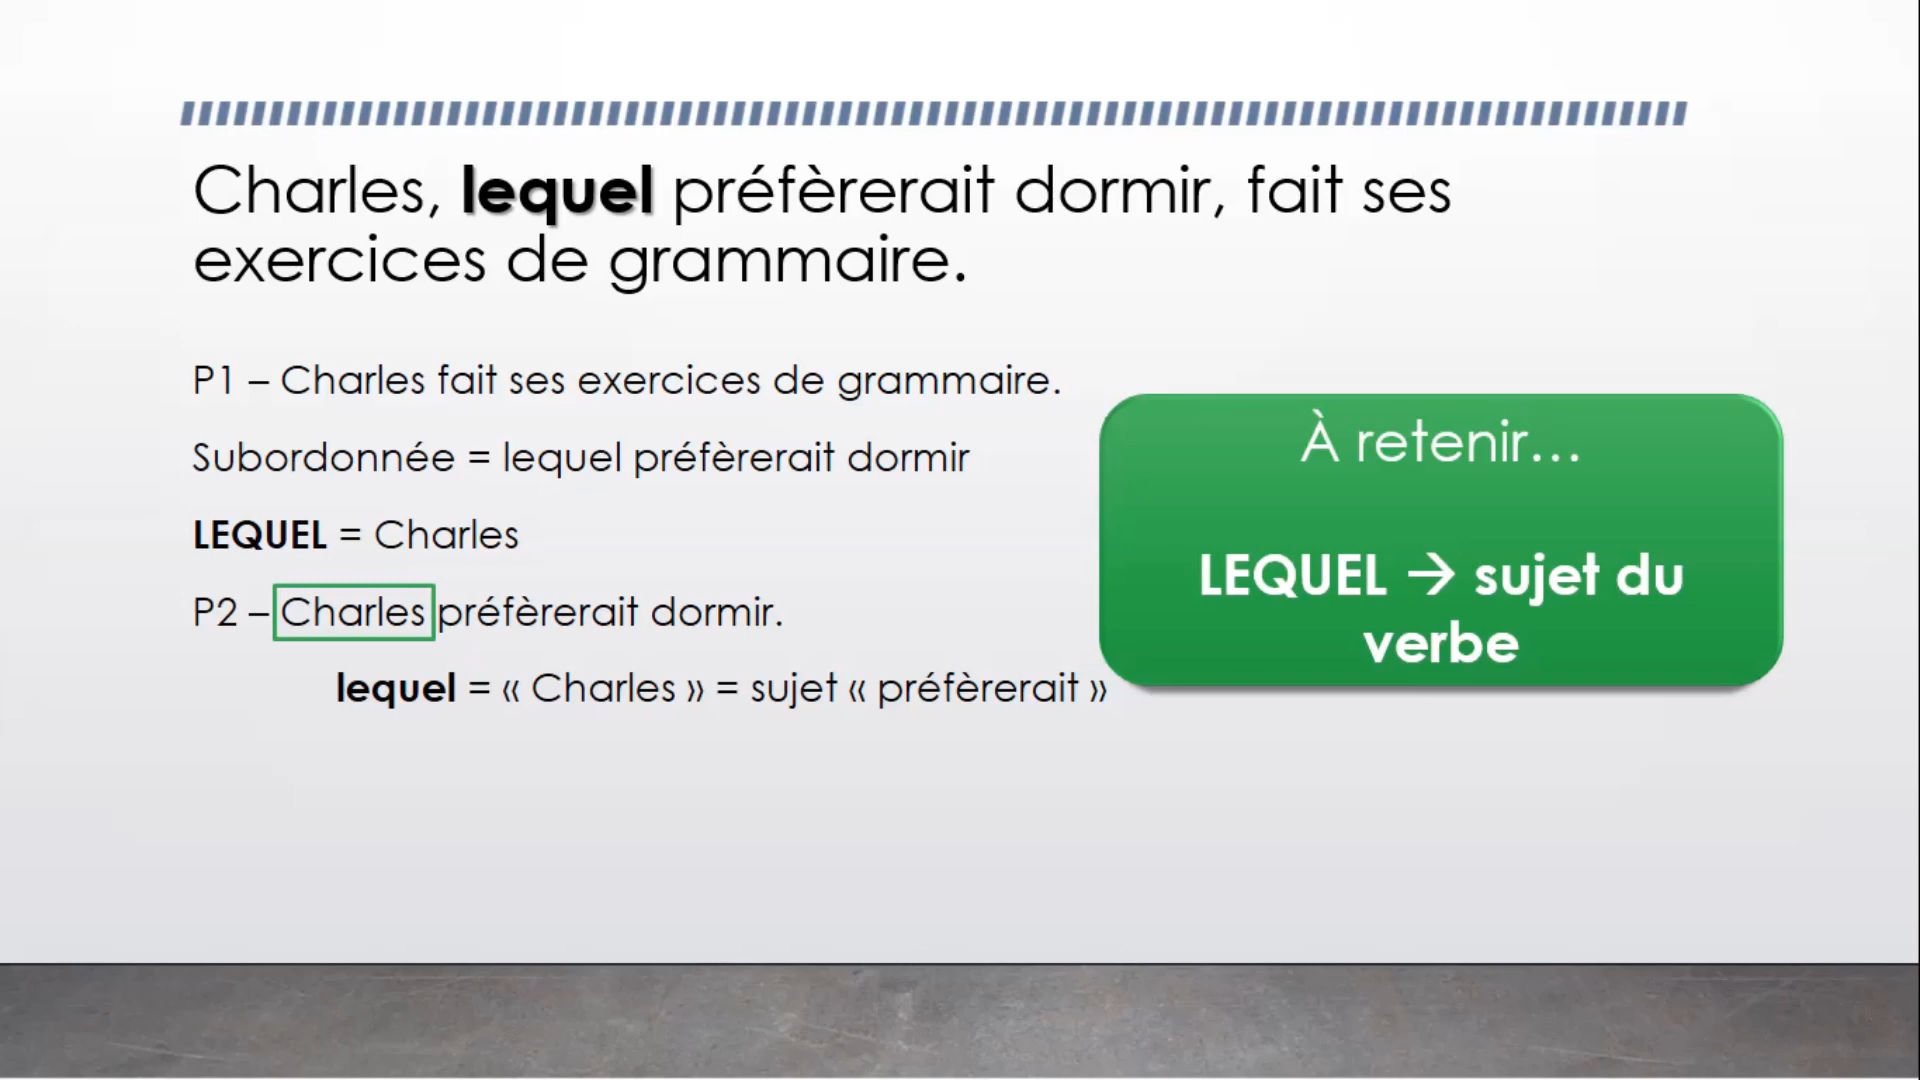 Charles, lequel préfèrerait dormir, fait ses
exercices de grammaire.
P1 – Charles fait ses exercices de grammaire.
Subordonnée = lequel préfèrerait dormir
LEQUEL = Charles
P2 – Charles préfèrerait dormir.
lequel = « Charles » = sujet « préfèrerait »
À retenir…
LEQUEL → sujet du
verbe